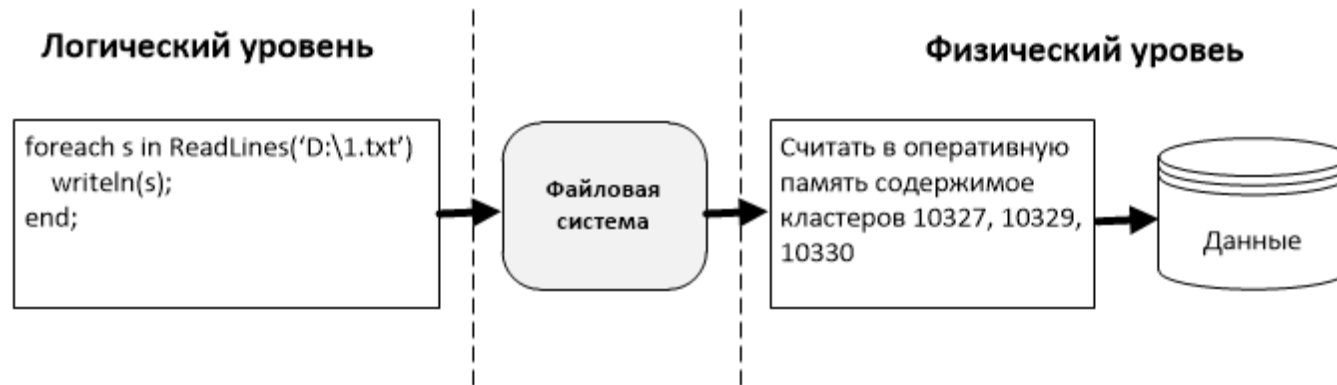 Логический уровень
Физический уровеь
foreach s in ReadLines(‘D:\1.txt’)
writeln(s);
end;
Файловая
система
Считать в оперативную
память содержимое
кластеров 10327, 10329,
10330
Данные